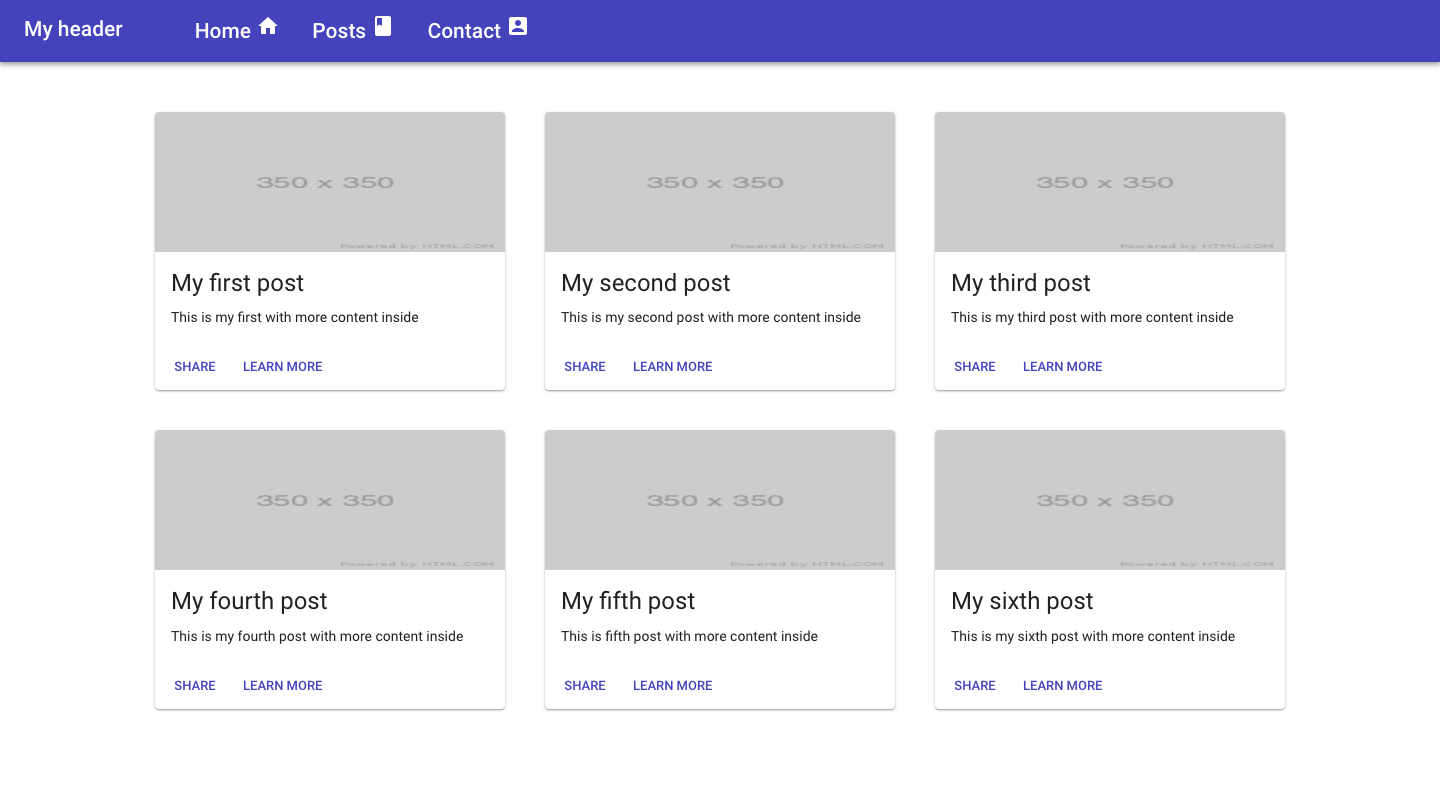 My header Home Posts Contact
350 x 350
Powered by HTML.COM
My first post
This is my first with more content inside
SHARE LEARN MORE
350 x 350
Powered by HTML.COM
My second post
This is my second post with more content inside
SHARE LEARN MORE
350 x 350
Powered by HTML.COM
My third post
This is my third post with more content inside
SHARE LEARN MORE
350 x 350
Powered by HTML.COM
My fourth post
This is my fourth post with more content inside
SHARE LEARN MORE
350 x 350
Powered by HTML.COM
My fifth post
This is fifth post with more content inside
SHARE LEARN MORE
350 x 350
Powered by HTML.COM
My sixth post
This is my sixth post with more content inside
SHARE LEARN MORE